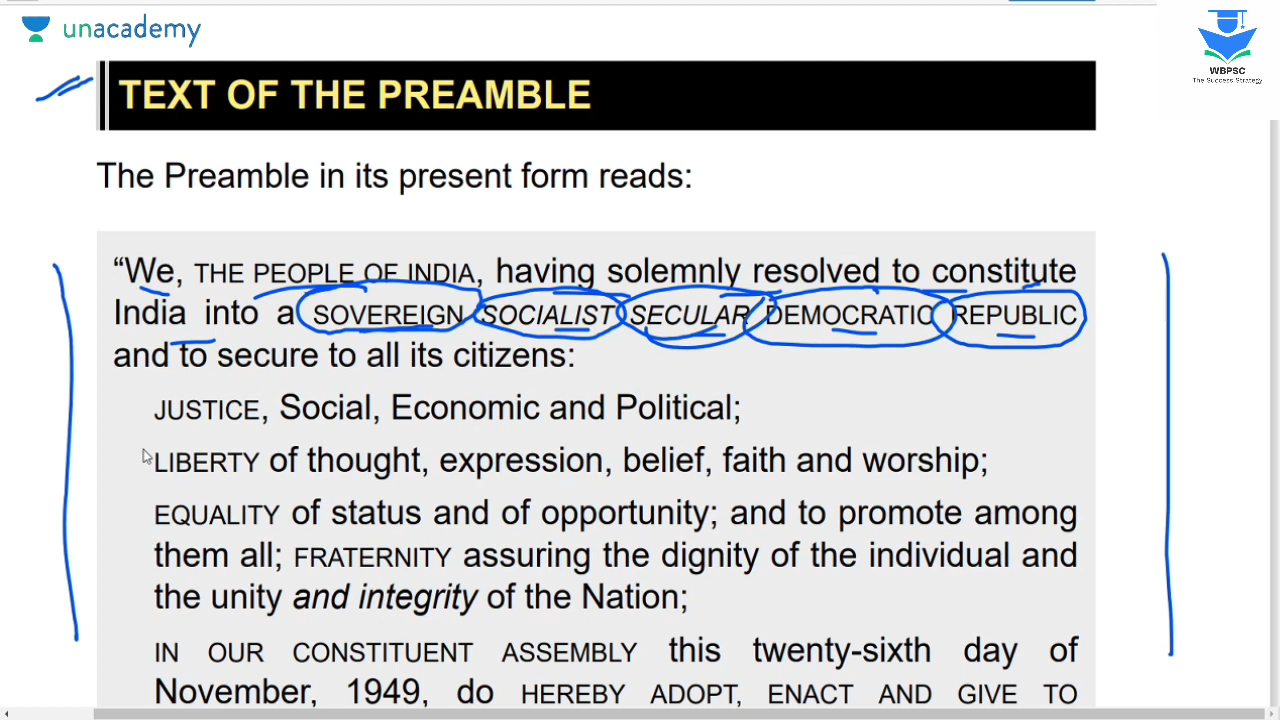 unacademy
WBPSC
The Success Strategy
TEXT OF THE PREAMBLE
The Preamble in its present form reads:
“We, THE PEOPLE OF INDIA, having solemnly resolved to constitute
India into a SOVEREIGN SOCIALIST SECULAR DEMOCRATIC REPUBLIC
and to secure to all its citizens:
JUSTICE, Social, Economic and Political;
LIBERTY of thought, expression, belief, faith and worship;
EQUALITY of status and of opportunity; and to promote among
them all; FRATERNITY assuring the dignity of the individual and
the unity and integrity of the Nation;
IN OUR CONSTITUENT ASSEMBLY this twenty-sixth day of
November, 1949, do HEREBY ADOPT, ENACT AND GIVE TO